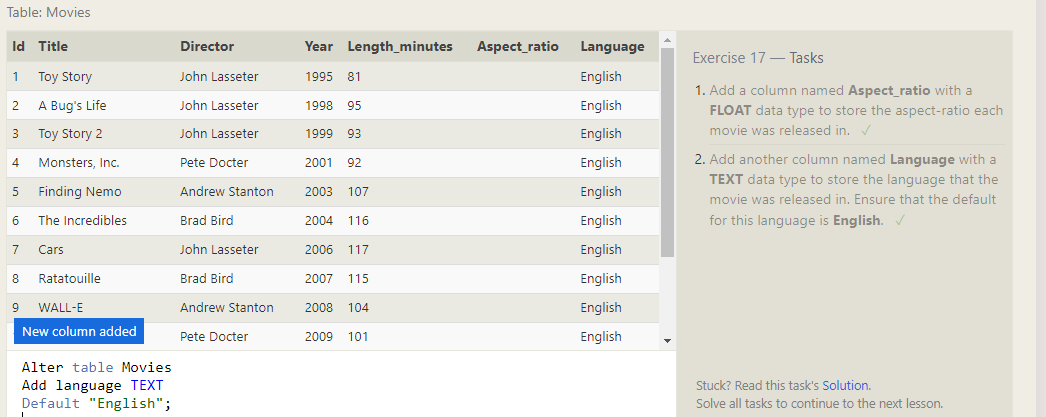 Table: Movies
Id Title Director Year Length_minutes Aspect_ratio Language
1 Toy Story John Lasseter 1995 81 English
2 A Bug's Life John Lasseter 1998 95 English
3 Toy Story 2 John Lasseter 1999 93 English
4 Monsters, Inc. Pete Docter 2001 92 English
5 Finding Nemo Andrew Stanton 2003 107 English
6 The Incredibles Brad Bird 2004 116 English
7 Cars John Lasseter 2006 117 English
8 Ratatouille Brad Bird 2007 115 English
9 WALL-E Andrew Stanton 2008 104 English
New column added Pete Docter 2009 101 English
Alter table Movies
Add language TEXT
Default "English";
Exercise 17 — Tasks
1. Add a column named Aspect_ratio with a
FLOAT data type to store the aspect-ratio each
movie was released in. ✓
2. Add another column named Language with a
TEXT data type to store the language that the
movie was released in. Ensure that the default
for this language is English. ✓
Stuck? Read this task's Solution.
Solve all tasks to continue to the next lesson.